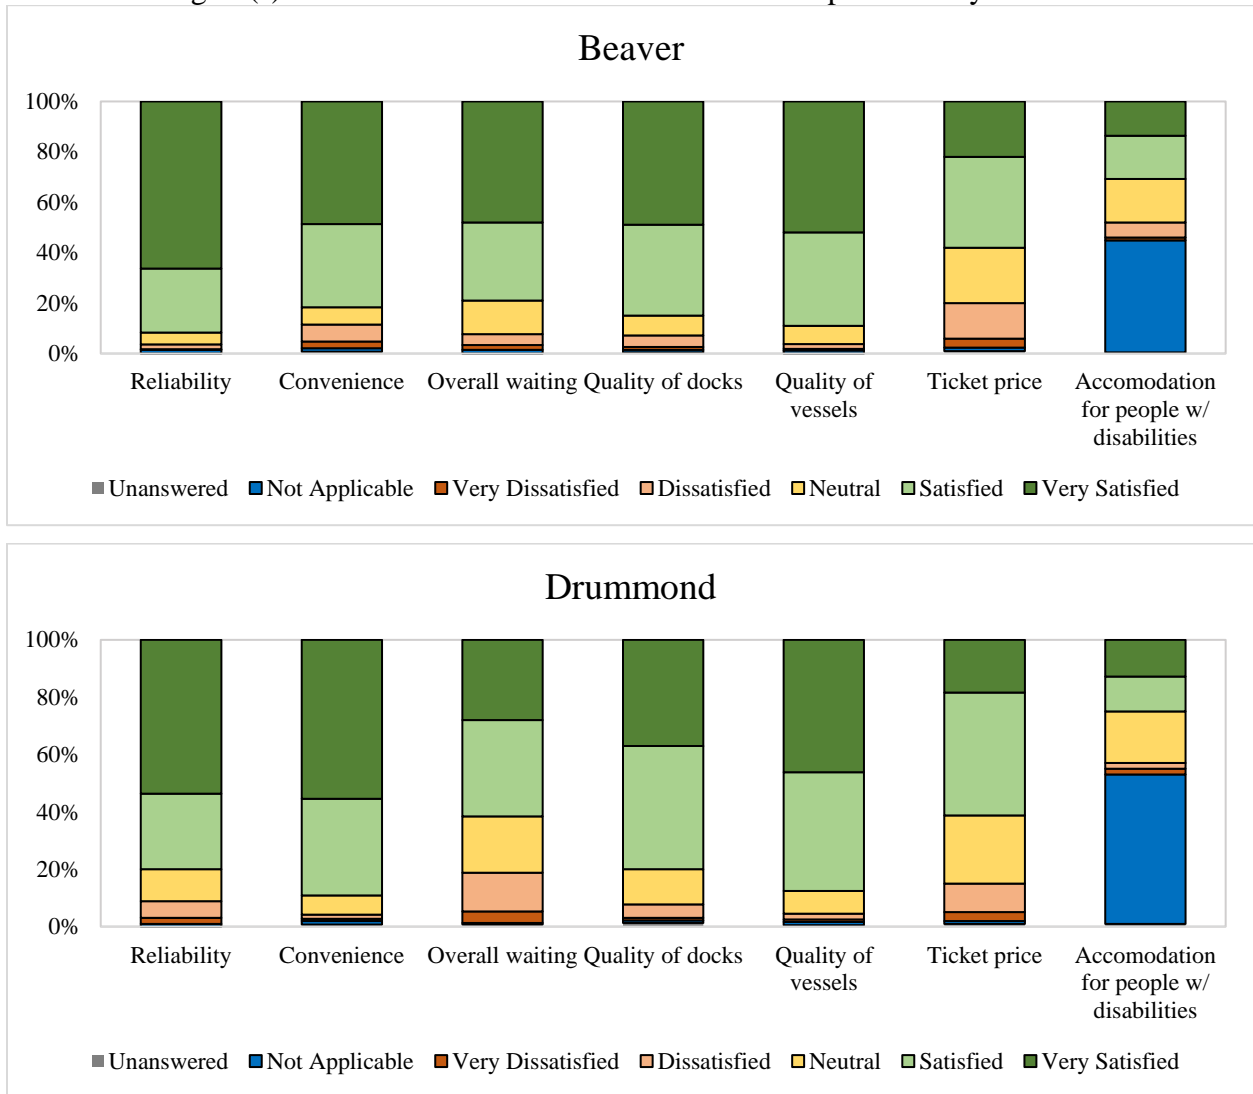 Beaver
100%
80%
60%
40%
20%
0%
Reliability
Convenience
Overall waiting
Quality of docks
Quality of
vessels
Ticket price
Accomodation
for people w/
disabilities
Unanswered Not Applicable Very Dissatisfied Dissatisfied Neutral Satisfied Very Satisfied
Drummond
100%
80%
60%
40%
20%
0%
Reliability
Convenience
Overall waiting
Quality of docks
Quality of
vessels
Ticket price
Accomodation
for people w/
disabilities
Unanswered Not Applicable Very Dissatisfied Dissatisfied Neutral Satisfied Very Satisfied